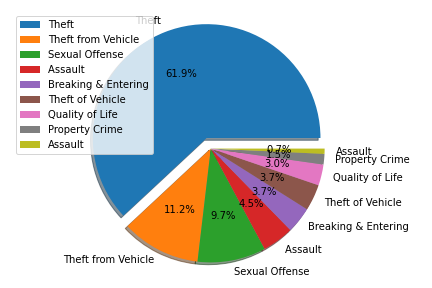 Theft
Theft
Theft from Vehicle
Sexual Offense
Assault
Breaking & Entering
Theft of Vehicle
Quality of Life
Property Crime
Assault
61.9%
0.7%
1.5%
3.0%
3.7%
3.7%
4.5%
9.7%
11.2%
Assault
Property Crime
Quality of Life
Theft of Vehicle
Breaking & Entering
Assault
Sexual Offense
Theft from Vehicle